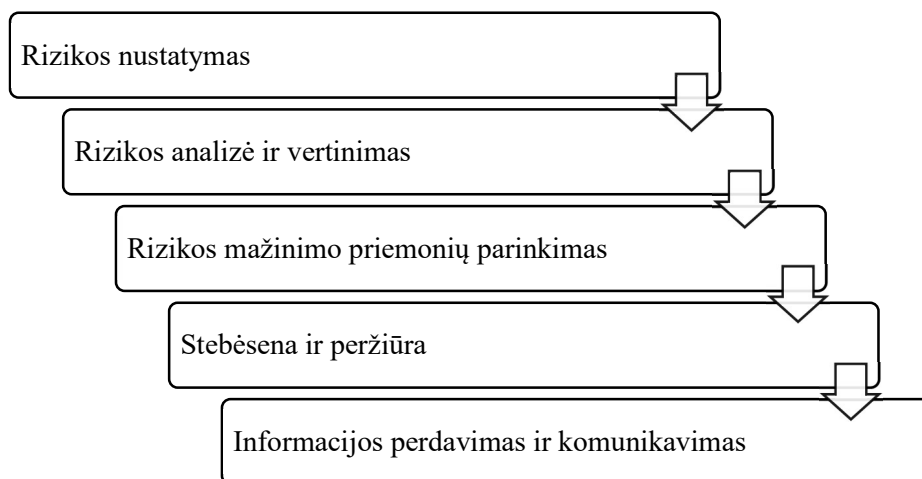 Rizikos nustatymas
Rizikos analizė ir vertinimas
Rizikos mažinimo priemonių parinkimas
Stebėsena ir peržiūra
Informacijos perdavimas ir komunikavimas